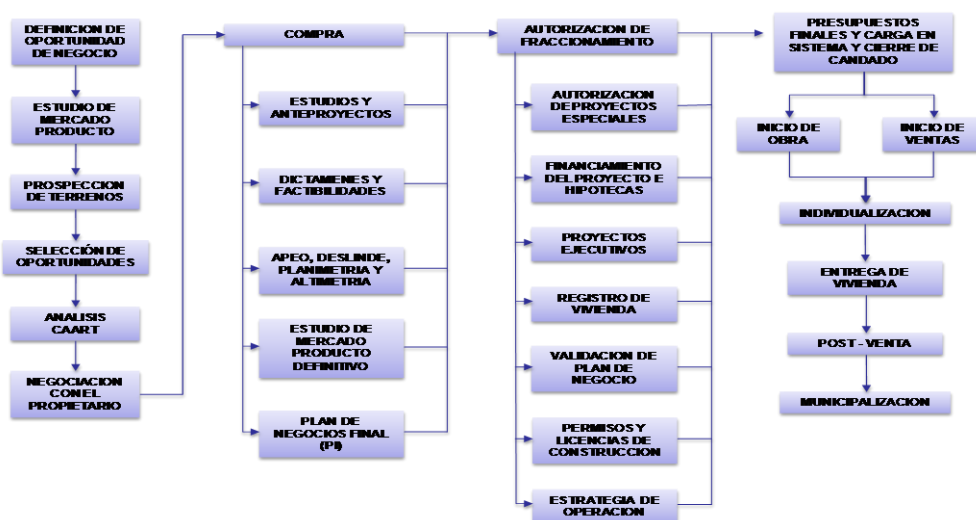 DEFINICION DE
OPORTUNIDAD
DE NEGOCIO
ESTUDIO DE
MERCADO
PRODUCTO
PROSPECCION
DE TERRENOS
SELECCIÓN DE
OPORTUNIDADES
ANALISIS
CAART
NEGOCIACION
CON EL
PROPIETARIO
COMPRA
ESTUDIOS Y
ANTEPROYECTOS
DICTAMENES Y
FACTIBILIDADES
APEO, DESLINDE,
PLANIMETRIA Y
ALTIMETRIA
ESTUDIO DE
MERCADO
PRODUCTO
DEFINITIVO
PLAN DE
NEGOCIOS FINAL
(PI)
AUTORIZACION DE
FRACCIONAMIENTO
AUTORIZACION
DE PROYECTOS
ESPECIALES
FINANCIAMIENTO
DEL PROYECTO E
HIPOTECAS
PROYECTOS
EJECUTIVOS
REGISTRO DE
VIVIENDA
VALIDACION DE
PLAN DE
NEGOCIO
PERMISOS Y
LICENCIAS DE
CONSTRUCCION
ESTRATEGIA DE
OPERACION
PRESUPUESTOS
FINALES Y CARGA EN
SISTEMA Y CIERRE DE
CANDADO
INICIO DE
OBRA
INICIO DE
VENTAS
INDIVIDUALIZACION
ENTREGA DE
VIVIENDA
POST - VENTA
MUNICIPALIZACION